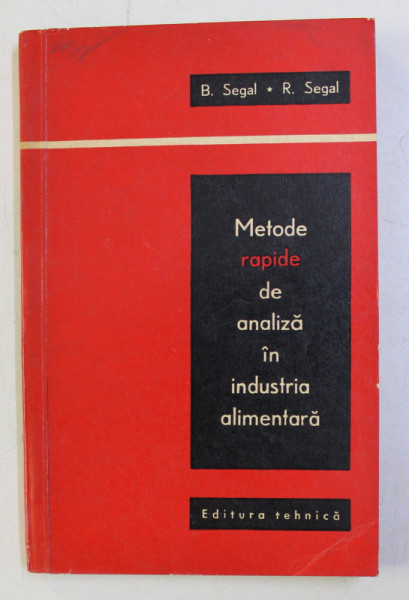 B. Segal * R. Segal
Metode
rapide
de
analiză
în
industria
alimentară
Editura tehnică